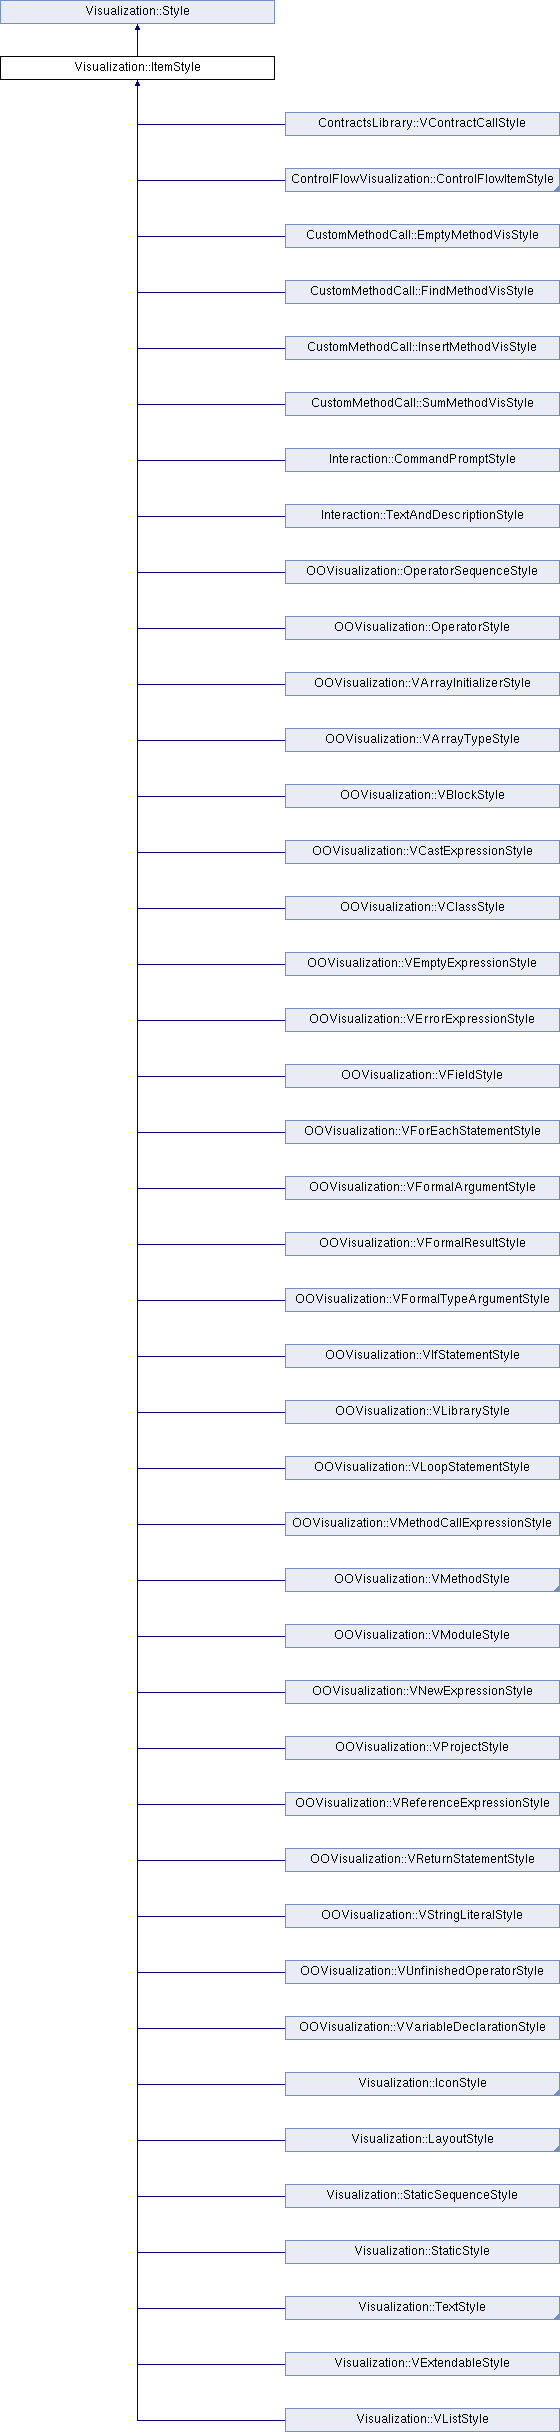 Visualization::Style
Visualization::ItemStyle
ContractsLibrary::VContractCallStyle
ControlFlowVisualization::ControlFlowItemStyle
CustomMethodCall::EmptyMethodVisStyle
CustomMethodCall::FindMethodVisStyle
CustomMethodCall::InsertMethodVisStyle
CustomMethodCall::SumMethodVisStyle
Interaction::CommandPromptStyle
Interaction::TextAndDescriptionStyle
OOVisualization::OperatorSequenceStyle
OOVisualization::OperatorStyle
OOVisualization::VArrayInitializerStyle
OOVisualization::VArrayTypeStyle
OOVisualization::VBlockStyle
OOVisualization::VCastExpressionStyle
OOVisualization::VClassStyle
OOVisualization::VEmptyExpressionStyle
OOVisualization::VErrorExpressionStyle
OOVisualization::VFieldStyle
OOVisualization::VForEachStatementStyle
OOVisualization::VFormalArgumentStyle
OOVisualization::VFormalResultStyle
OOVisualization::VFormalTypeArgumentStyle
OOVisualization::VIfStatementStyle
OOVisualization::VLibraryStyle
OOVisualization::VLoopStatementStyle
OOVisualization::VMethodCallExpressionStyle
OOVisualization::VMethodStyle
OOVisualization::VModuleStyle
OOVisualization::VNewExpressionStyle
OOVisualization::VProjectStyle
OOVisualization::VReferenceExpressionStyle
OOVisualization::VReturnStatementStyle
OOVisualization::VStringLiteralStyle
OOVisualization::VUnfinishedOperatorStyle
OOVisualization::VVariableDeclarationStyle
Visualization::IconStyle
Visualization::LayoutStyle
Visualization::StaticSequenceStyle
Visualization::StaticStyle
Visualization::TextStyle
Visualization::VExtendableStyle
Visualization::VListStyle